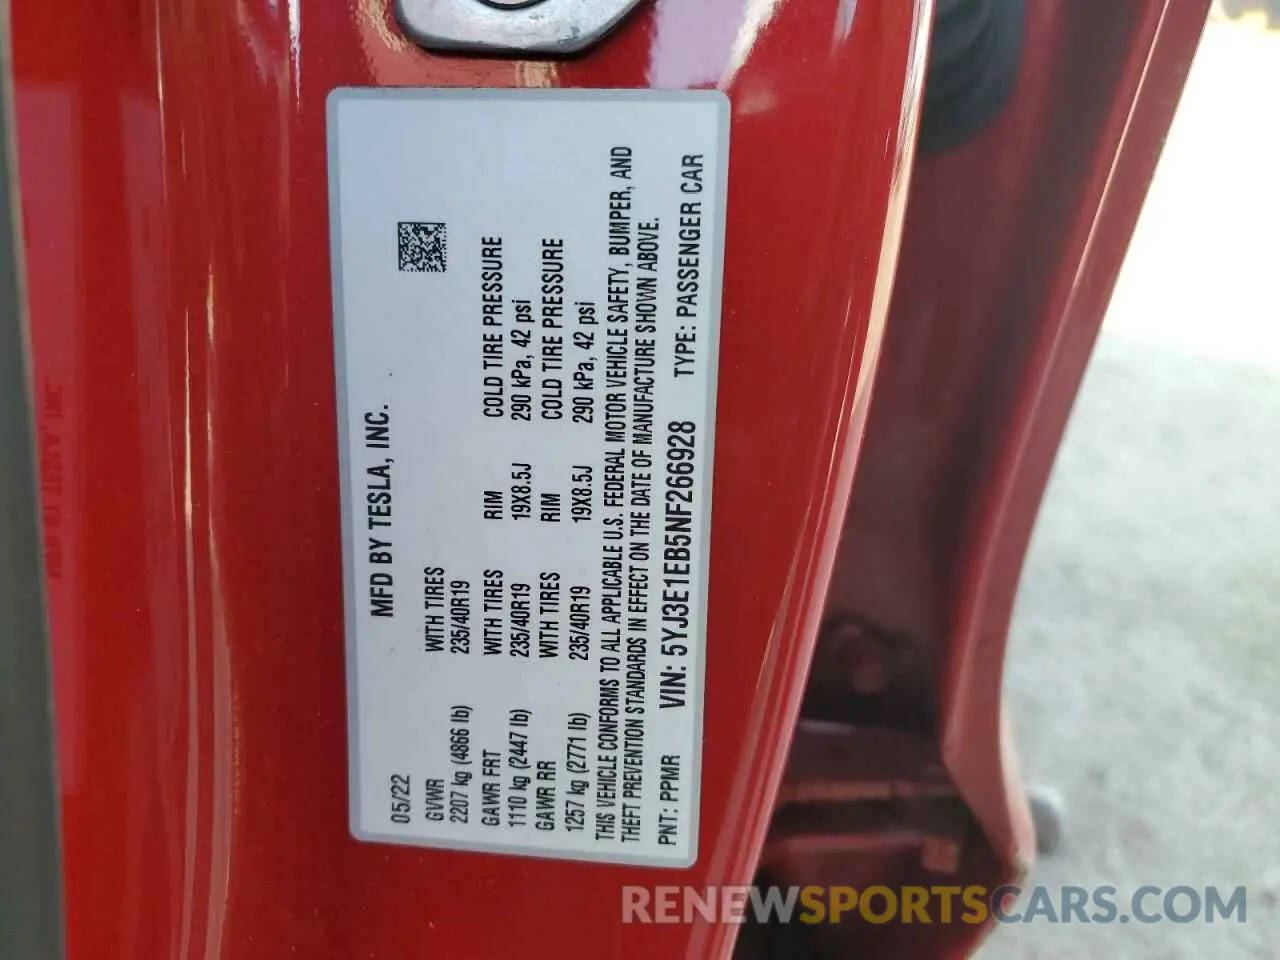 MFD BY TESLA, INC.
05/22
GVWR WITH TIRES
2207 kg (4866 lb) 235/40R19
GAWR FRT WITH TIRES RIM COLD TIRE PRESSURE
1110 kg (2447 lb) 235/40R19 19X8.5J 290 kPa, 42 psi
GAWR RR WITH TIRES RIM COLD TIRE PRESSURE
1257 kg (2771 lb) 235/40R19 19X8.5J 290 kPa, 42 psi
THIS VEHICLE CONFORMS TO ALL APPLICABLE U.S. FEDERAL MOTOR VEHICLE SAFETY, BUMPER, AND
THEFT PREVENTION STANDARDS IN EFFECT ON THE DATE OF MANUFACTURE SHOWN ABOVE.
PNT: PPMR VIN: 5YJ3E1EB5NF266928 TYPE: PASSENGER CAR
RENEWSPORTSCARS.COM